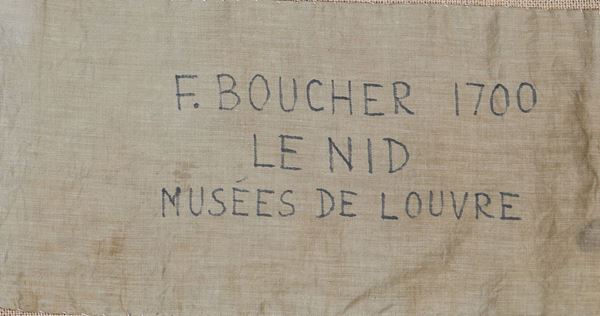 F. BOUCHER 1700
LE NID
MUSÉES DE LOUVRE